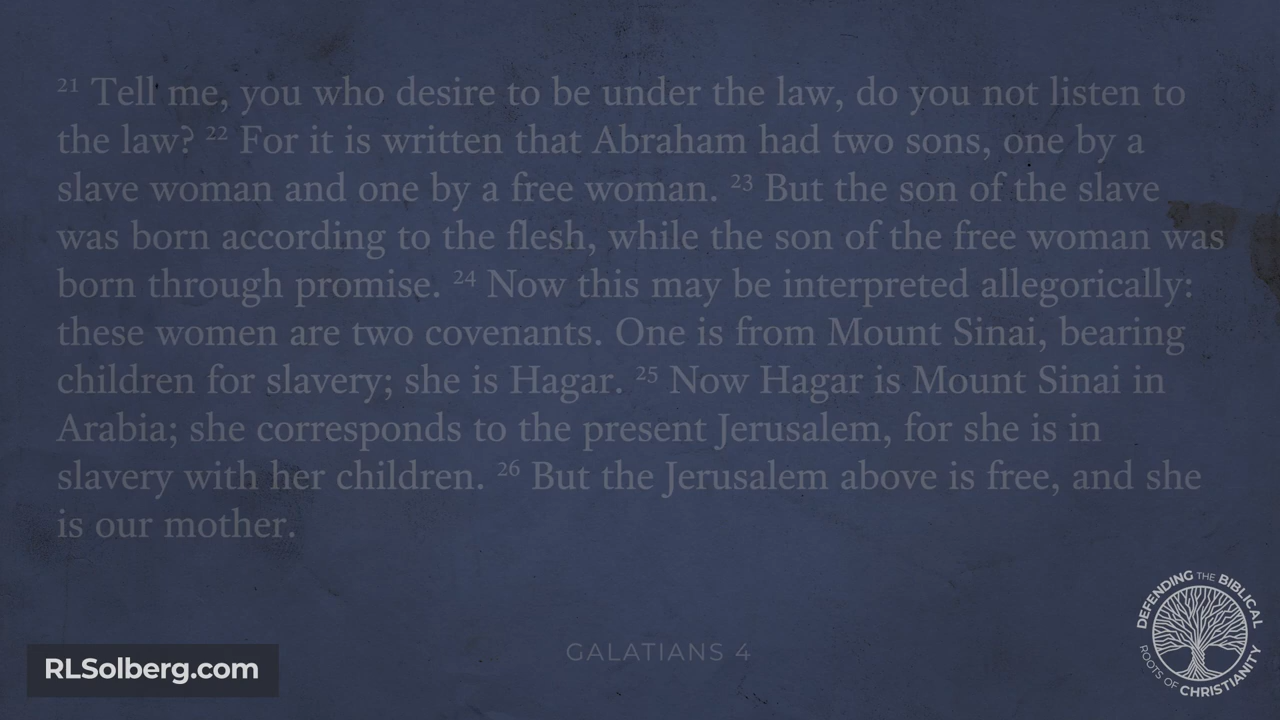 ²¹ Tell me, you who desire to be under the law, do you not listen to
the law? ²² For it is written that Abraham had two sons, one by a
slave woman and one by a free woman. ²³ But the son of the slave
was born according to the flesh, while the son of the free woman was
born through promise. ²⁴ Now this may be interpreted allegorically:
these women are two covenants. One is from Mount Sinai, bearing
children for slavery; she is Hagar. ²⁵ Now Hagar is Mount Sinai in
Arabia; she corresponds to the present Jerusalem, for she is in
slavery with her children. ²⁶ But the Jerusalem above is free, and she
is our mother.
GALATIANS 4
RLSolberg.com
DEFENDING THE BIBLICAL
ROOTS OF CHRISTIANITY